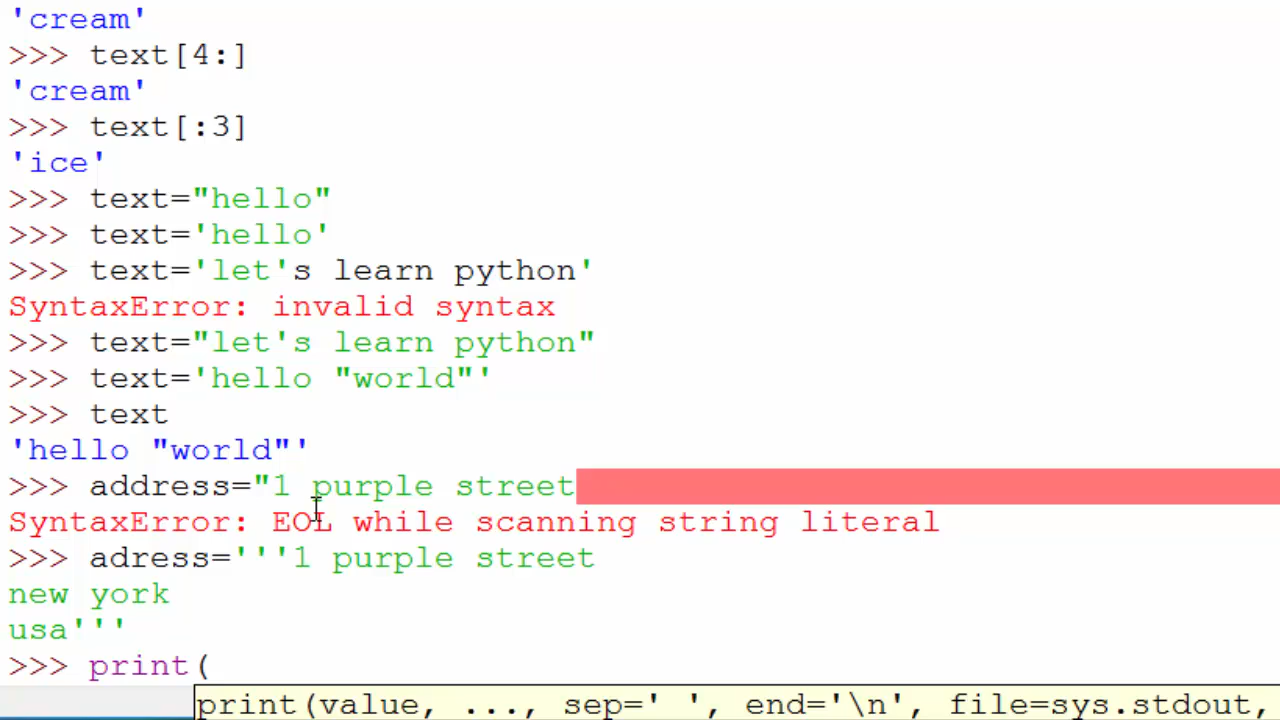 'cream'
>>> text[4:]
'cream'
>>> text[:3]
'ice'
>>> text="hello"
>>> text='hello'
>>> text='let's learn python'
SyntaxError: invalid syntax
>>> text="let's learn python"
>>> text='hello "world"'
>>> text
'hello "world"'
>>> address="1 purple street
SyntaxError: EOL while scanning string literal
>>> adress='''1 purple street
new york
usa'''
>>> print(
print(value, ..., sep=' ', end='\n', file=sys.stdout,